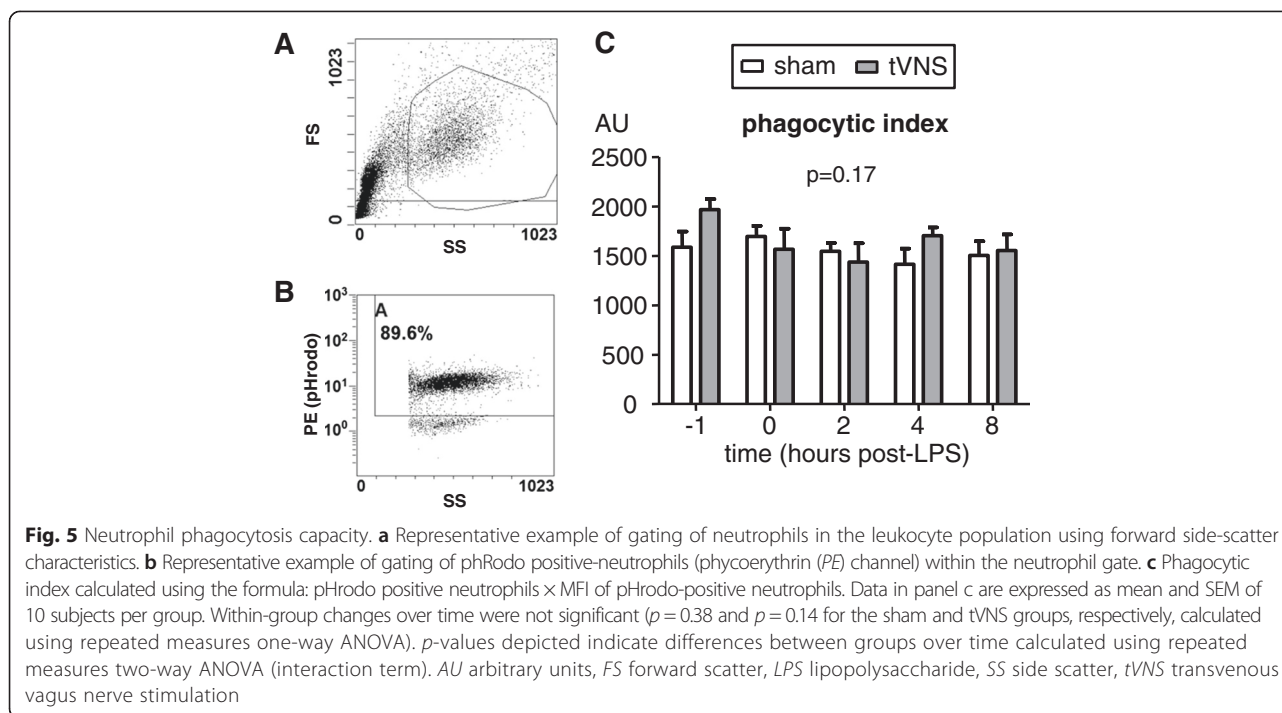 A
1023
FS
0
0
SS
1023
B
10³
10²
10¹
10⁰
PE (pHrodo)
A
89.6%
0
SS
1023
C
sham tVNS
AU phagocytic index
p=0.17
2500
2000
1500
1000
500
0
-1 0 2 4 8
time (hours post-LPS)
Fig. 5 Neutrophil phagocytosis capacity. a Representative example of gating of neutrophils in the leukocyte population using forward side-scatter
characteristics. b Representative example of gating of phRodo positive-neutrophils (phycoerythrin (PE) channel) within the neutrophil gate. c Phagocytic
index calculated using the formula: pHrodo positive neutrophils × MFI of pHrodo-positive neutrophils. Data in panel c are expressed as mean and SEM of
10 subjects per group. Within-group changes over time were not significant (p = 0.38 and p = 0.14 for the sham and tVNS groups, respectively, calculated
using repeated measures one-way ANOVA). p-values depicted indicate differences between groups over time calculated using repeated
measures two-way ANOVA (interaction term). AU arbitrary units, FS forward scatter, LPS lipopolysaccharide, SS side scatter, tVNS transvenous
vagus nerve stimulation